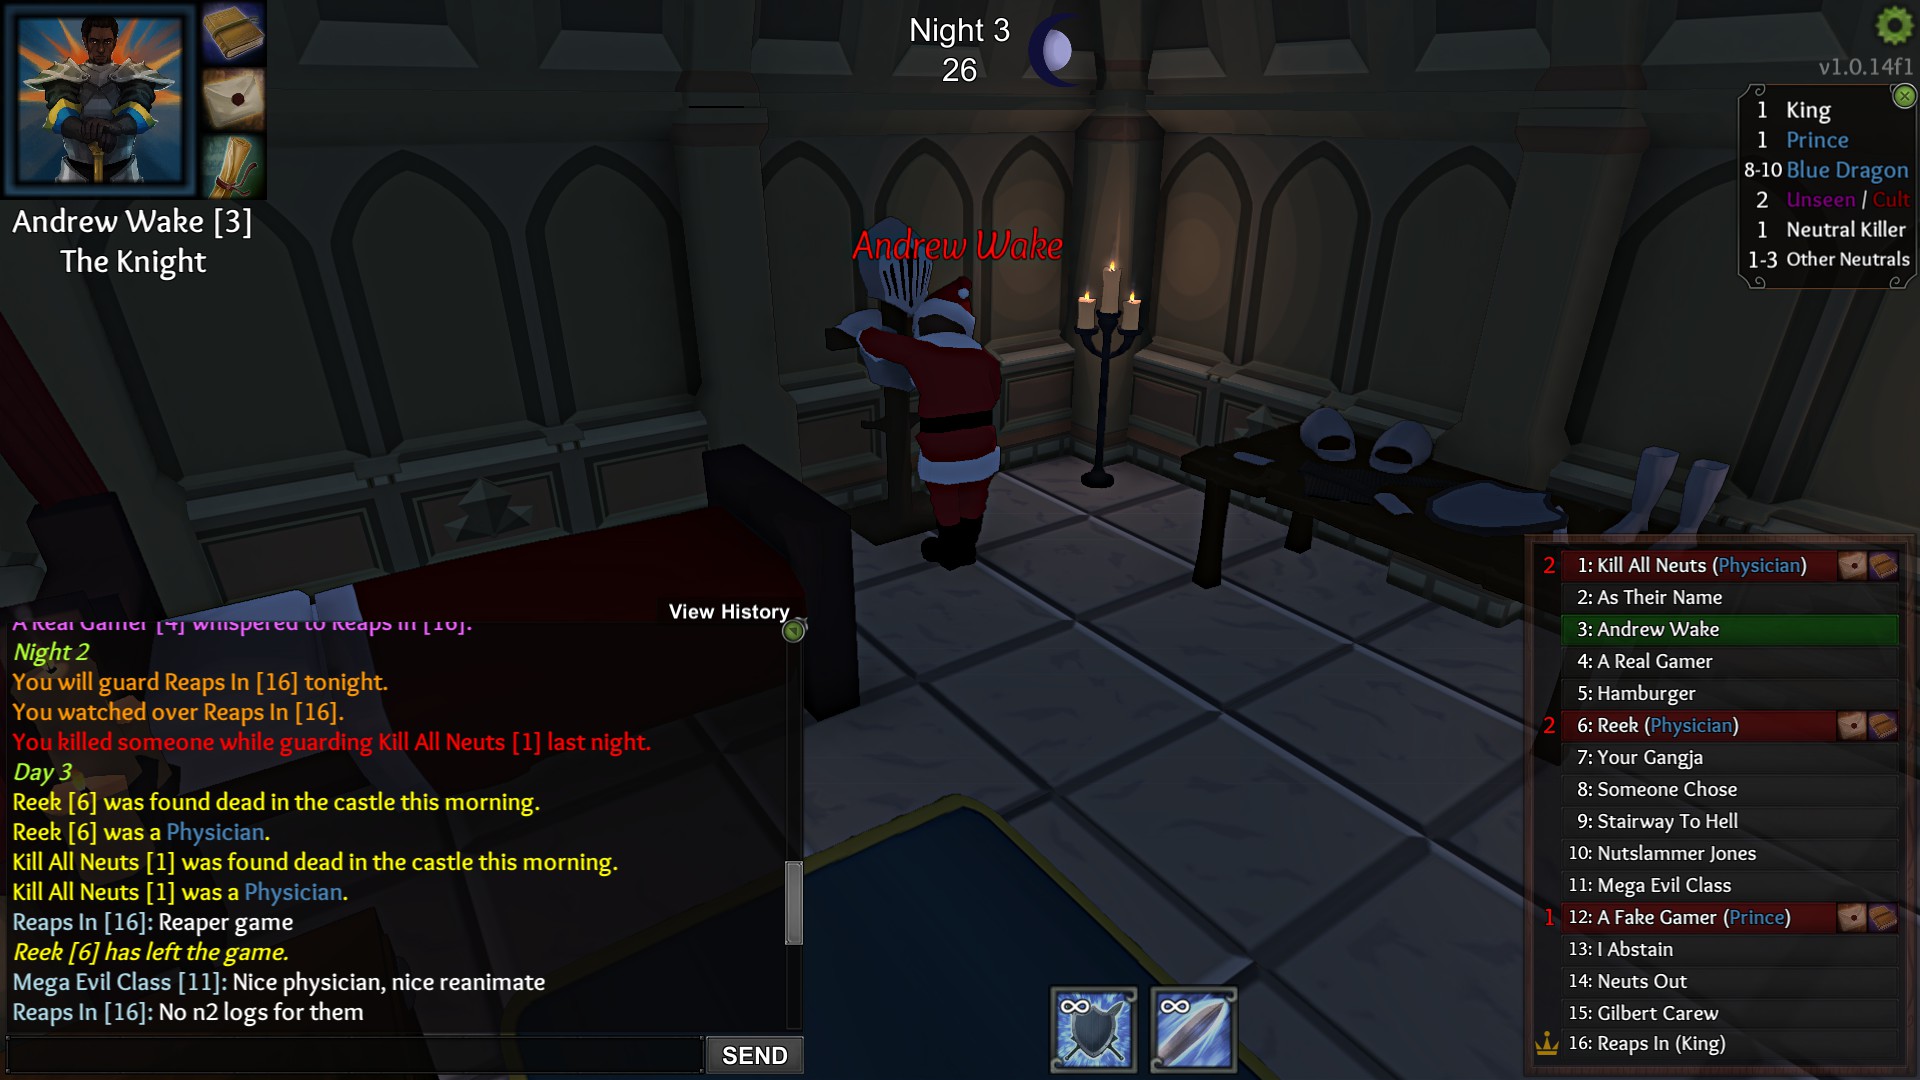 Night 3
26
v1.0.14f1
1 King
1 Prince
8-10 Blue Dragon
2 Unseen / Cult
1 Neutral Killer
1-3 Other Neutrals
Andrew Wake [3]
The Knight
Andrew Wake
View History
A Real Gamer [4] whispered to Reaps In [16].
Night 2
You will guard Reaps In [16] tonight.
You watched over Reaps In [16].
You killed someone while guarding Kill All Neuts [1] last night.
Day 3
Reek [6] was found dead in the castle this morning.
Reek [6] was a Physician.
Kill All Neuts [1] was found dead in the castle this morning.
Kill All Neuts [1] was a Physician.
Reaps In [16]: Reaper game
Reek [6] has left the game.
Mega Evil Class [11]: Nice physician, nice reanimate
Reaps In [16]: No n2 logs for them
SEND
∞
∞
2 1: Kill All Neuts (Physician)
2: As Their Name
3: Andrew Wake
4: A Real Gamer
5: Hamburger
2 6: Reek (Physician)
7: Your Gangja
8: Someone Chose
9: Stairway To Hell
10: Nutslammer Jones
11: Mega Evil Class
1 12: A Fake Gamer (Prince)
13: I Abstain
14: Neuts Out
15: Gilbert Carew
16: Reaps In (King)